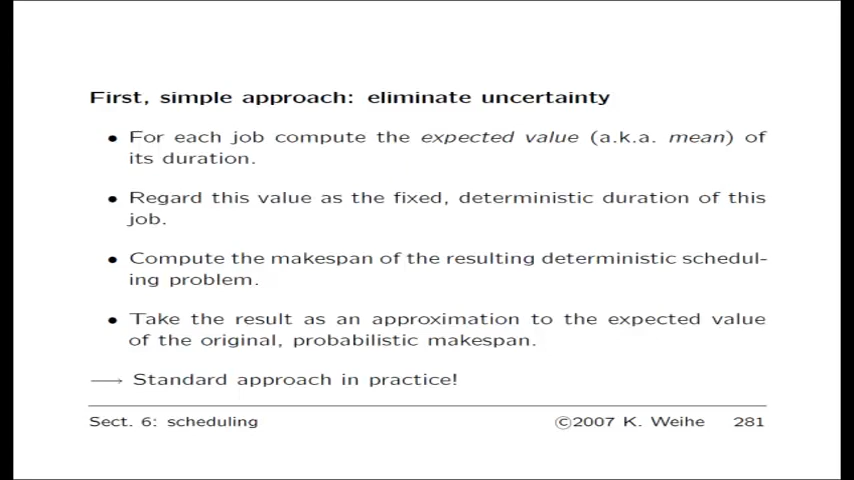 First, simple approach: eliminate uncertainty
• For each job compute the expected value (a.k.a. mean) of
its duration.
• Regard this value as the fixed, deterministic duration of this
job.
• Compute the makespan of the resulting deterministic schedul-
ing problem.
• Take the result as an approximation to the expected value
of the original, probabilistic makespan.
⟶ Standard approach in practice!
Sect. 6: scheduling ©2007 K. Weihe 281